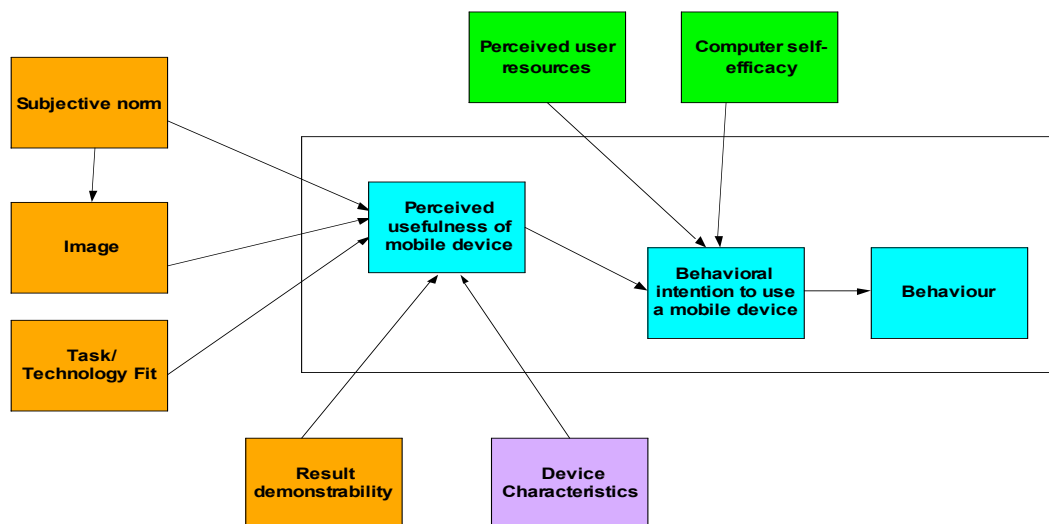 Perceived user
resources
Computer self-
efficacy
Subjective norm
Perceived
usefulness of
mobile device
Image
Behavioral
intention to use
a mobile device
Behaviour
Task/
Technology Fit
Result
demonstrability
Device
Characteristics